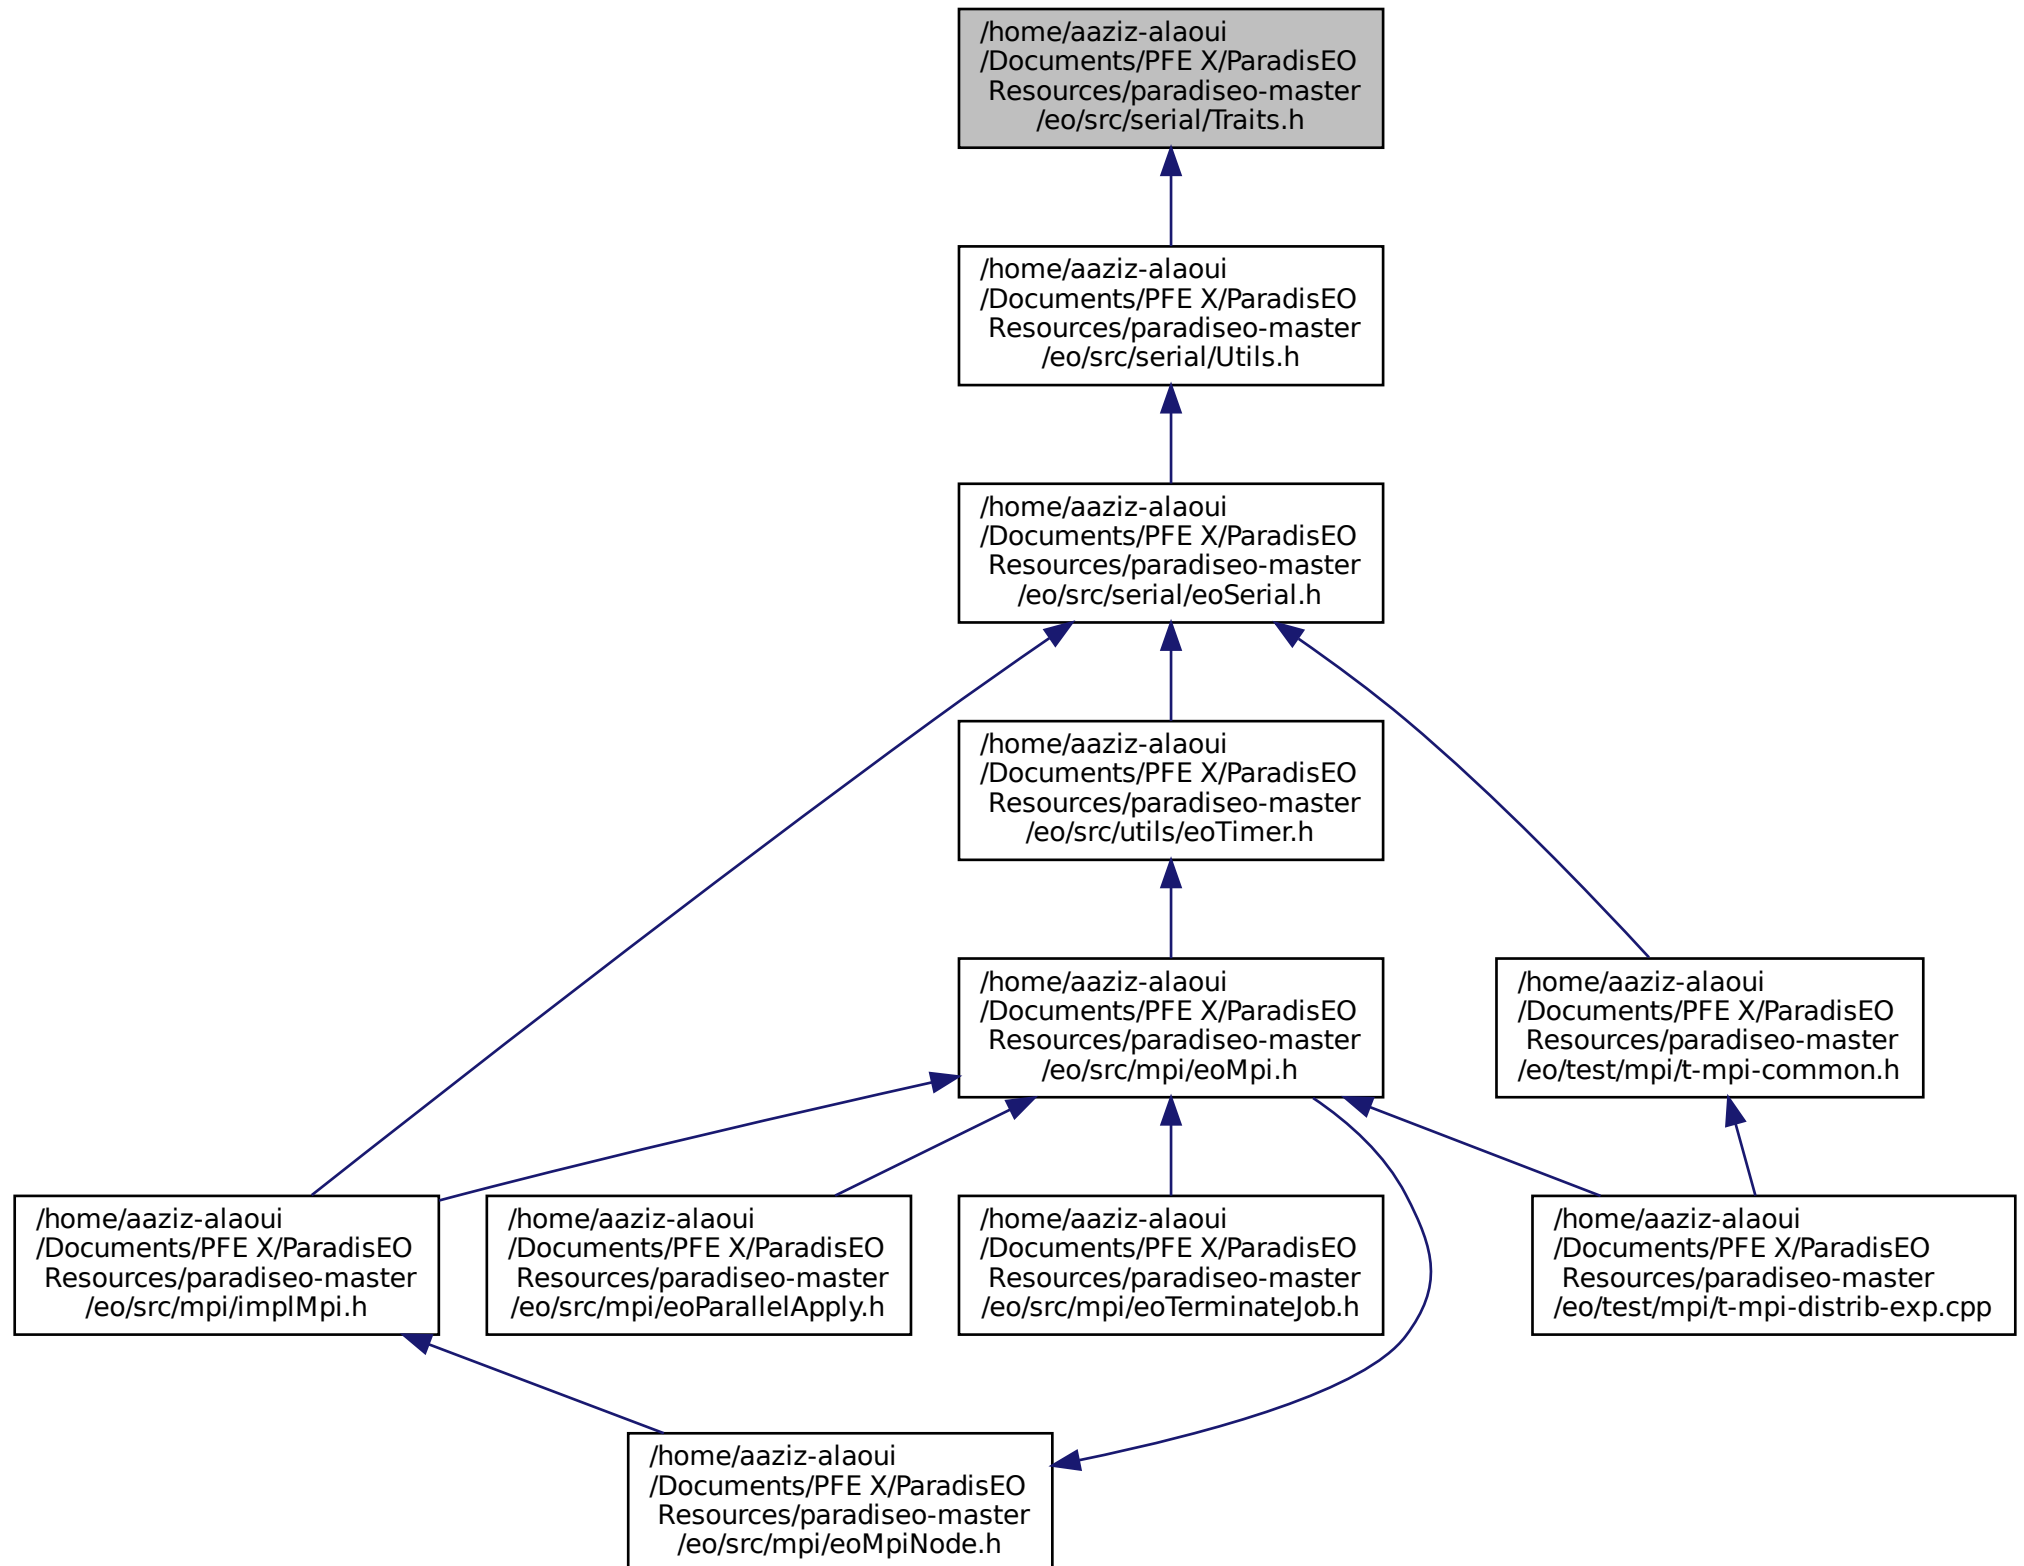 /home/aaziz-alaoui
/Documents/PFE X/ParadisEO
Resources/paradiseo-master
/eo/src/serial/Traits.h
/home/aaziz-alaoui
/Documents/PFE X/ParadisEO
Resources/paradiseo-master
/eo/src/serial/Utils.h
/home/aaziz-alaoui
/Documents/PFE X/ParadisEO
Resources/paradiseo-master
/eo/src/serial/eoSerial.h
/home/aaziz-alaoui
/Documents/PFE X/ParadisEO
Resources/paradiseo-master
/eo/src/utils/eoTimer.h
/home/aaziz-alaoui
/Documents/PFE X/ParadisEO
Resources/paradiseo-master
/eo/src/mpi/eoMpi.h
/home/aaziz-alaoui
/Documents/PFE X/ParadisEO
Resources/paradiseo-master
/eo/test/mpi/t-mpi-common.h
/home/aaziz-alaoui
/Documents/PFE X/ParadisEO
Resources/paradiseo-master
/eo/src/mpi/implMpi.h
/home/aaziz-alaoui
/Documents/PFE X/ParadisEO
Resources/paradiseo-master
/eo/src/mpi/eoParallelApply.h
/home/aaziz-alaoui
/Documents/PFE X/ParadisEO
Resources/paradiseo-master
/eo/src/mpi/eoTerminateJob.h
/home/aaziz-alaoui
/Documents/PFE X/ParadisEO
Resources/paradiseo-master
/eo/test/mpi/t-mpi-distrib-exp.cpp
/home/aaziz-alaoui
/Documents/PFE X/ParadisEO
Resources/paradiseo-master
/eo/src/mpi/eoMpiNode.h